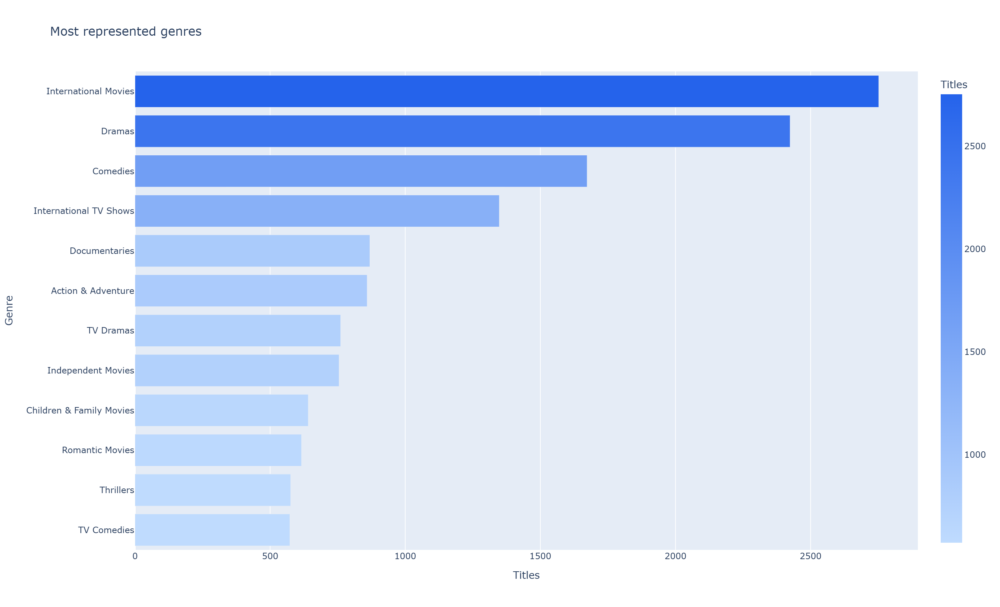 Most represented genres
International Movies
Dramas
Comedies
International TV Shows
Documentaries
Action & Adventure
TV Dramas
Independent Movies
Children & Family Movies
Romantic Movies
Thrillers
TV Comedies
Genre
0 500 1000 1500 2000 2500
Titles
Titles
2500
2000
1500
1000